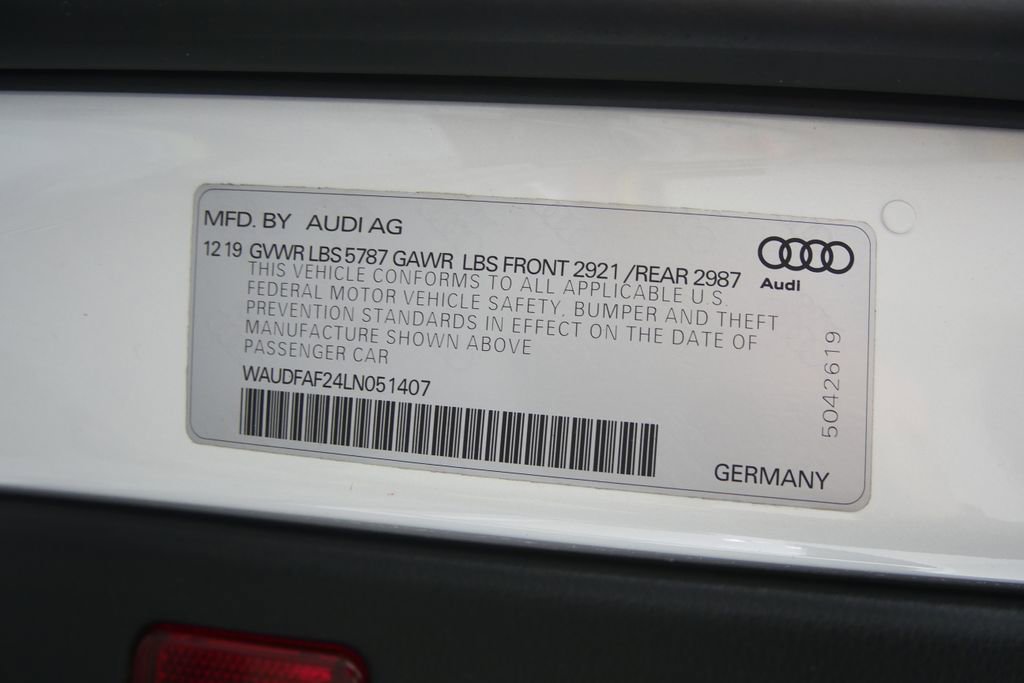 MFD. BY AUDI AG
12 19 GVWR LBS 5787 GAWR LBS FRONT 2921 /REAR 2987
THIS VEHICLE CONFORMS TO ALL APPLICABLE U.S.
FEDERAL MOTOR VEHICLE SAFETY, BUMPER AND THEFT
PREVENTION STANDARDS IN EFFECT ON THE DATE OF
MANUFACTURE SHOWN ABOVE
PASSENGER CAR
WAUDFAF24LN051407
Audi
5042619
GERMANY